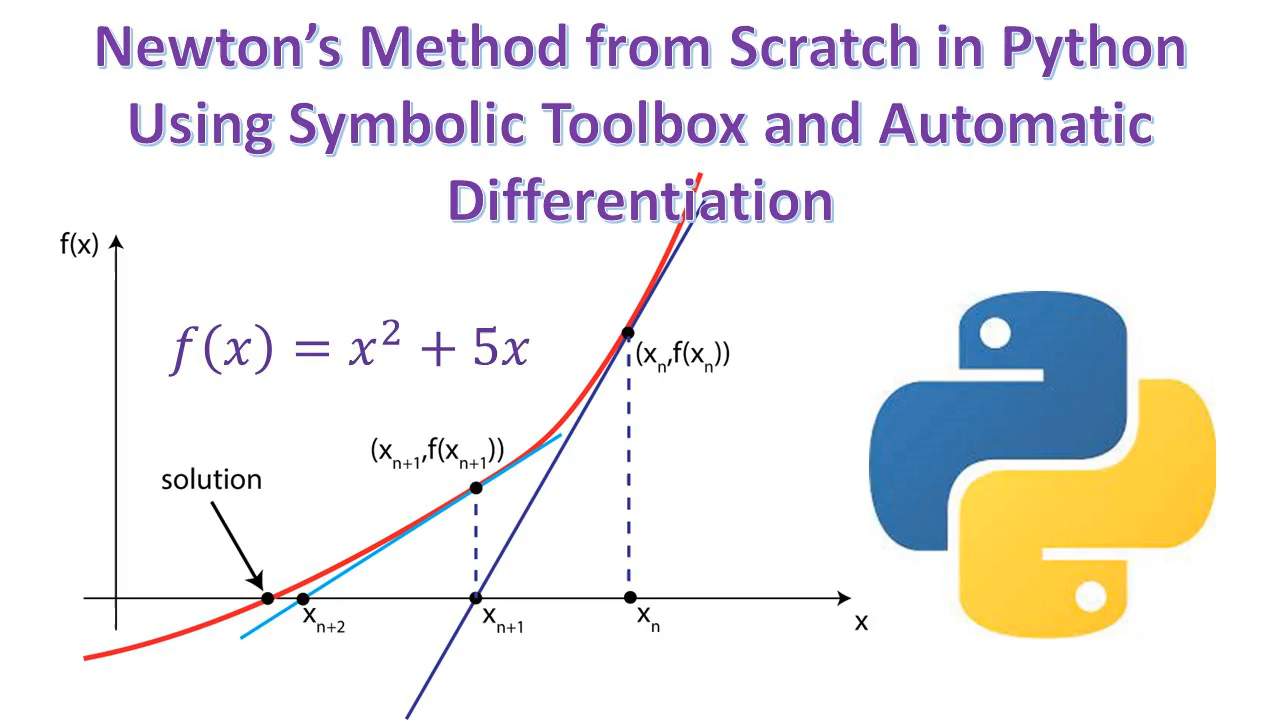 Newton's Method from Scratch in Python
Using Symbolic Toolbox and Automatic
Differentiation
f(x)
f(x) = x² + 5x
(xₙ,f(xₙ))
(xₙ₊₁,f(xₙ₊₁))
solution
xₙ₊₂
xₙ₊₁
xₙ
x